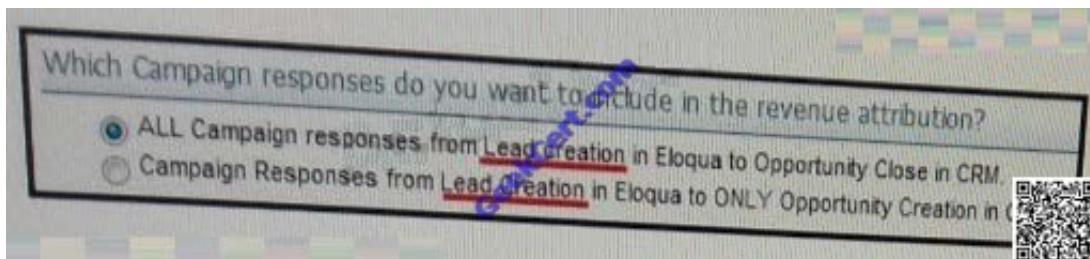 Which Campaign responses do you want to include in the revenue attribution?
ALL Campaign responses from Lead Creation in Eloqua to Opportunity Close in CRM.
Campaign Responses from Lead Creation in Eloqua to ONLY Opportunity Creation in